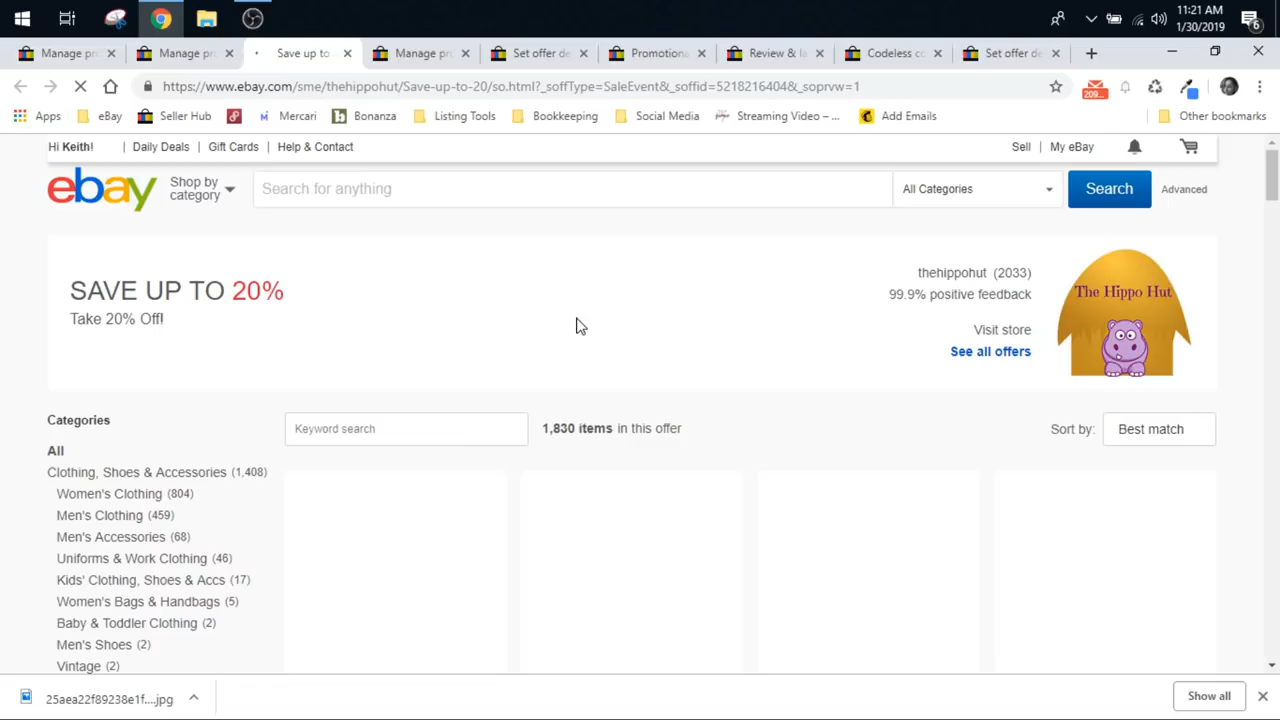 11:21 AM
1/30/2019
6
Manage pr
Manage pr
Save up to
Manage pr
Set offer de
Promotiona
Review & la
Codeless co
Set offer de
https://www.ebay.com/sme/thehippohut/Save-up-to-20/so.html?_soffType=SaleEvent&_soffid=5218216404&_soprvw=1
209...
Apps
eBay
Seller Hub
Mercari
Bonanza
Listing Tools
Bookkeeping
Social Media
Streaming Video – ...
Add Emails
Other bookmarks
Hi Keith!
Daily Deals
Gift Cards
Help & Contact
Sell
My eBay
ebay
Shop by
category
Search for anything
All Categories
Search
Advanced
SAVE UP TO 20%
Take 20% Off!
thehippohut (2033)
99.9% positive feedback
Visit store
See all offers
The Hippo Hut
Categories
Keyword search
1,830 items in this offer
Sort by:
Best match
All
Clothing, Shoes & Accessories (1,408)
Women's Clothing (804)
Men's Clothing (459)
Men's Accessories (68)
Uniforms & Work Clothing (46)
Kids' Clothing, Shoes & Accs (17)
Women's Bags & Handbags (5)
Baby & Toddler Clothing (2)
Men's Shoes (2)
Vintage (2)
25aea22f89238e1f....jpg
Show all